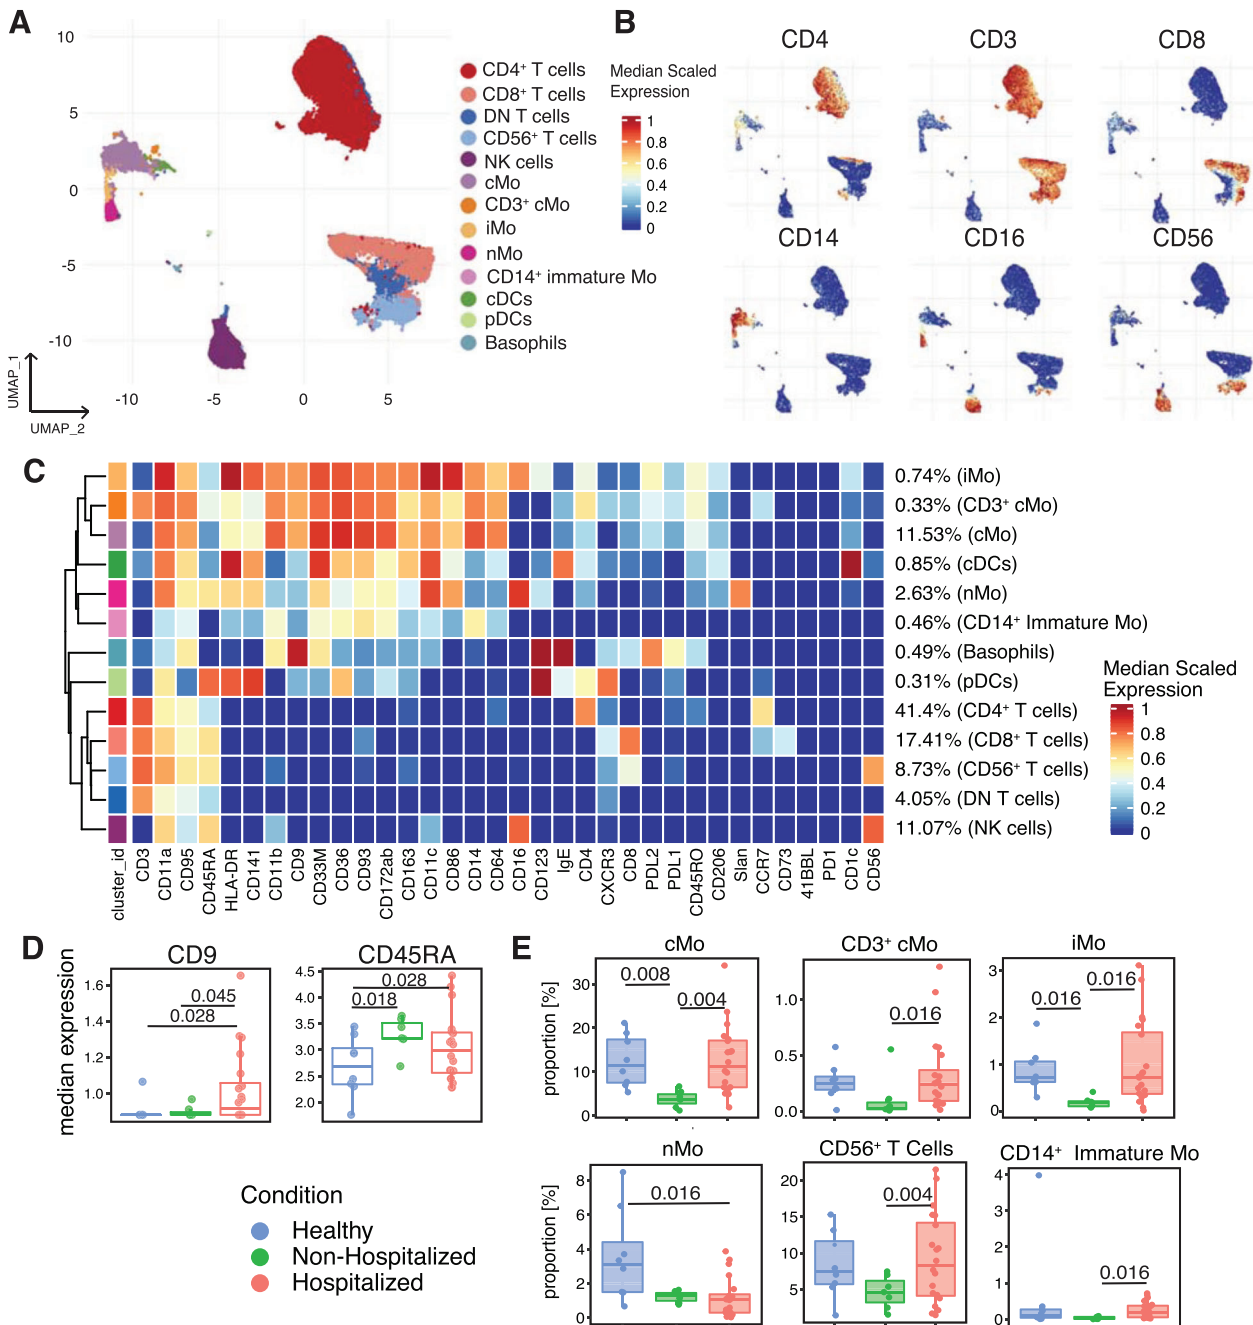 A
10
5
0
-5
-10
-10
-5
0
5
UMAP_1
UMAP_2
CD4+ T cells
CD8+ T cells
DN T cells
CD56+ T cells
NK cells
cMo
CD3+ cMo
iMo
nMo
CD14+ immature Mo
cDCs
pDCs
Basophils
B
Median Scaled
Expression
1
0.8
0.6
0.4
0.2
0
CD4
CD3
CD8
CD14
CD16
CD56
C
0.74% (iMo)
0.33% (CD3+ cMo)
11.53% (cMo)
0.85% (cDCs)
2.63% (nMo)
0.46% (CD14+ Immature Mo)
0.49% (Basophils)
0.31% (pDCs)
41.4% (CD4+ T cells)
17.41% (CD8+ T cells)
8.73% (CD56+ T cells)
4.05% (DN T cells)
11.07% (NK cells)
cluster_id
CD3
CD11a
CD95
CD45RA
HLA-DR
CD141
CD11b
CD9
CD33M
CD36
CD93
CD172ab
CD163
CD11c
CD86
CD14
CD64
CD16
CD123
IgE
CD4
CXCR3
CD8
PDL2
PDL1
CD45RO
CD206
Slan
CCR7
CD73
41BBL
PD1
CD1c
CD56
Median Scaled
Expression
1
0.8
0.6
0.4
0.2
0
D
median expression
CD9
1.6
1.4
1.2
1.0
0.045
0.028
CD45RA
4.5
4.0
3.5
3.0
2.5
2.0
0.028
0.018
Condition
Healthy
Non-Hospitalized
Hospitalized
E
proportion [%]
cMo
30
20
10
0
0.008
0.004
CD3+ cMo
1.0
0.5
0.0
0.016
iMo
3
2
1
0
0.016
0.016
proportion [%]
nMo
8
6
4
2
0
0.016
CD56+ T Cells
20
15
10
5
0.004
CD14+ Immature Mo
4
3
2
1
0
0.016